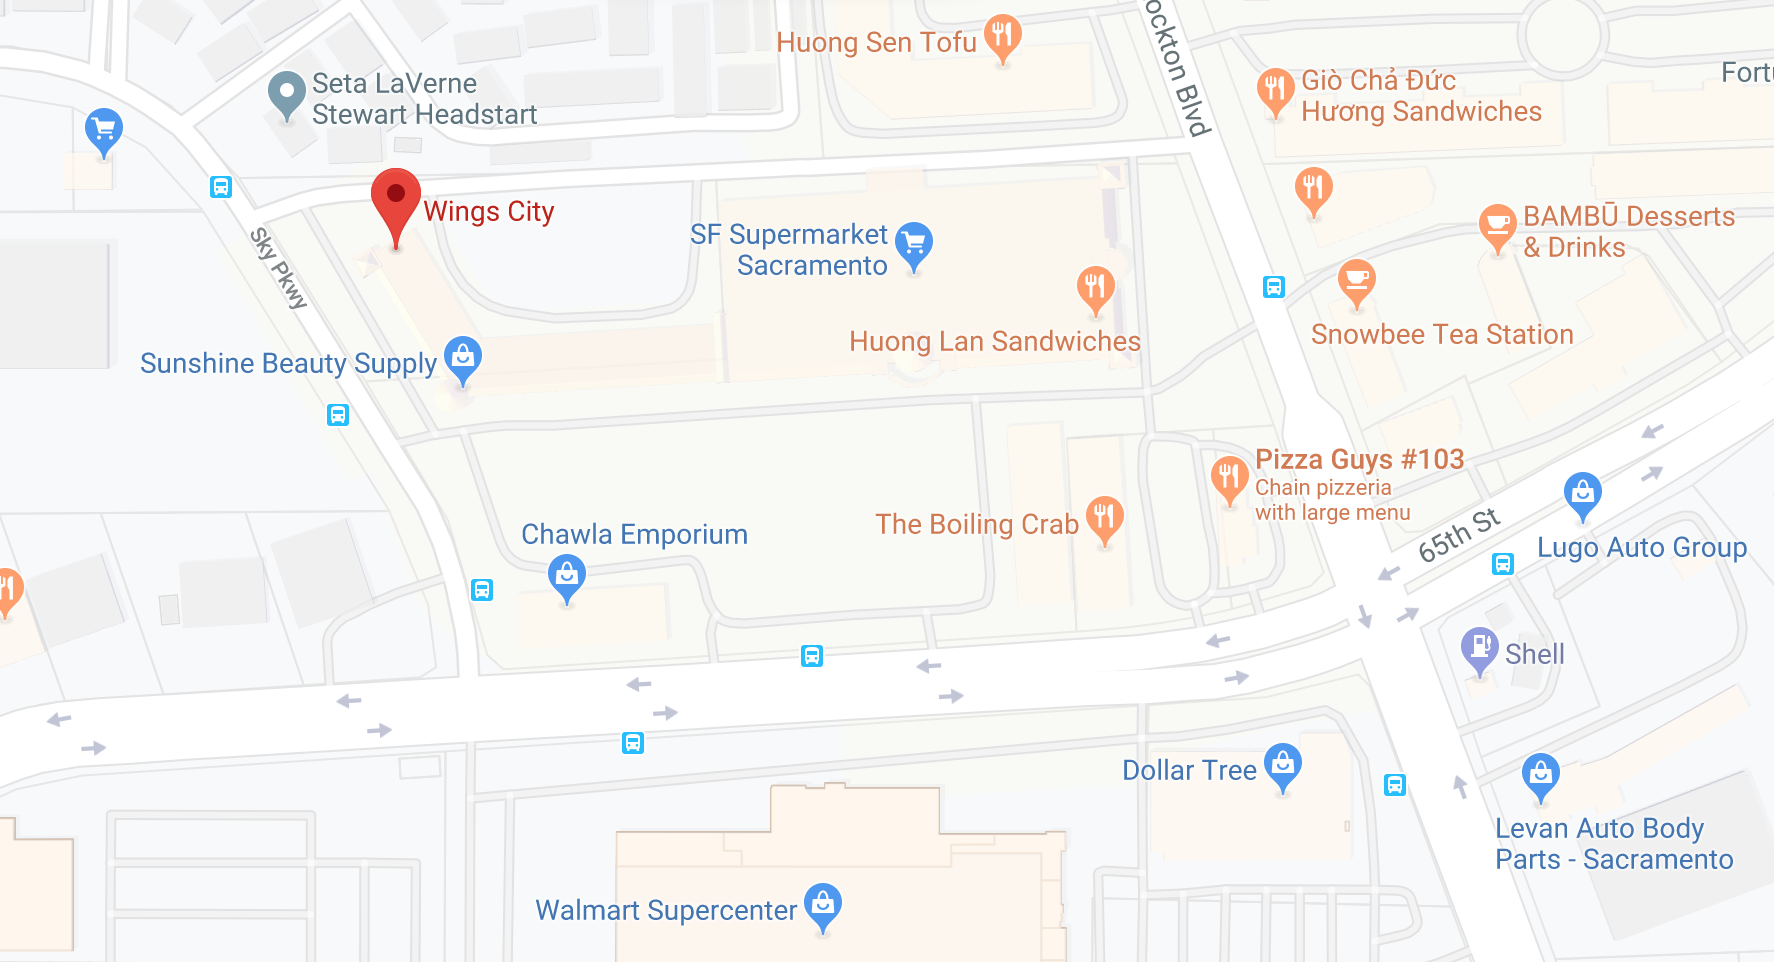 Huong Sen Tofu
ockton Blvd
Giò Chả Đức
Hương Sandwiches
Fort
Seta LaVerne
Stewart Headstart
Wings City
SF Supermarket
Sacramento
BAMBŪ Desserts
& Drinks
Sky Pkwy
Huong Lan Sandwiches
Snowbee Tea Station
Sunshine Beauty Supply
Pizza Guys #103
Chain pizzeria
with large menu
The Boiling Crab
Chawla Emporium
65th St
Lugo Auto Group
Shell
Dollar Tree
Levan Auto Body
Parts - Sacramento
Walmart Supercenter